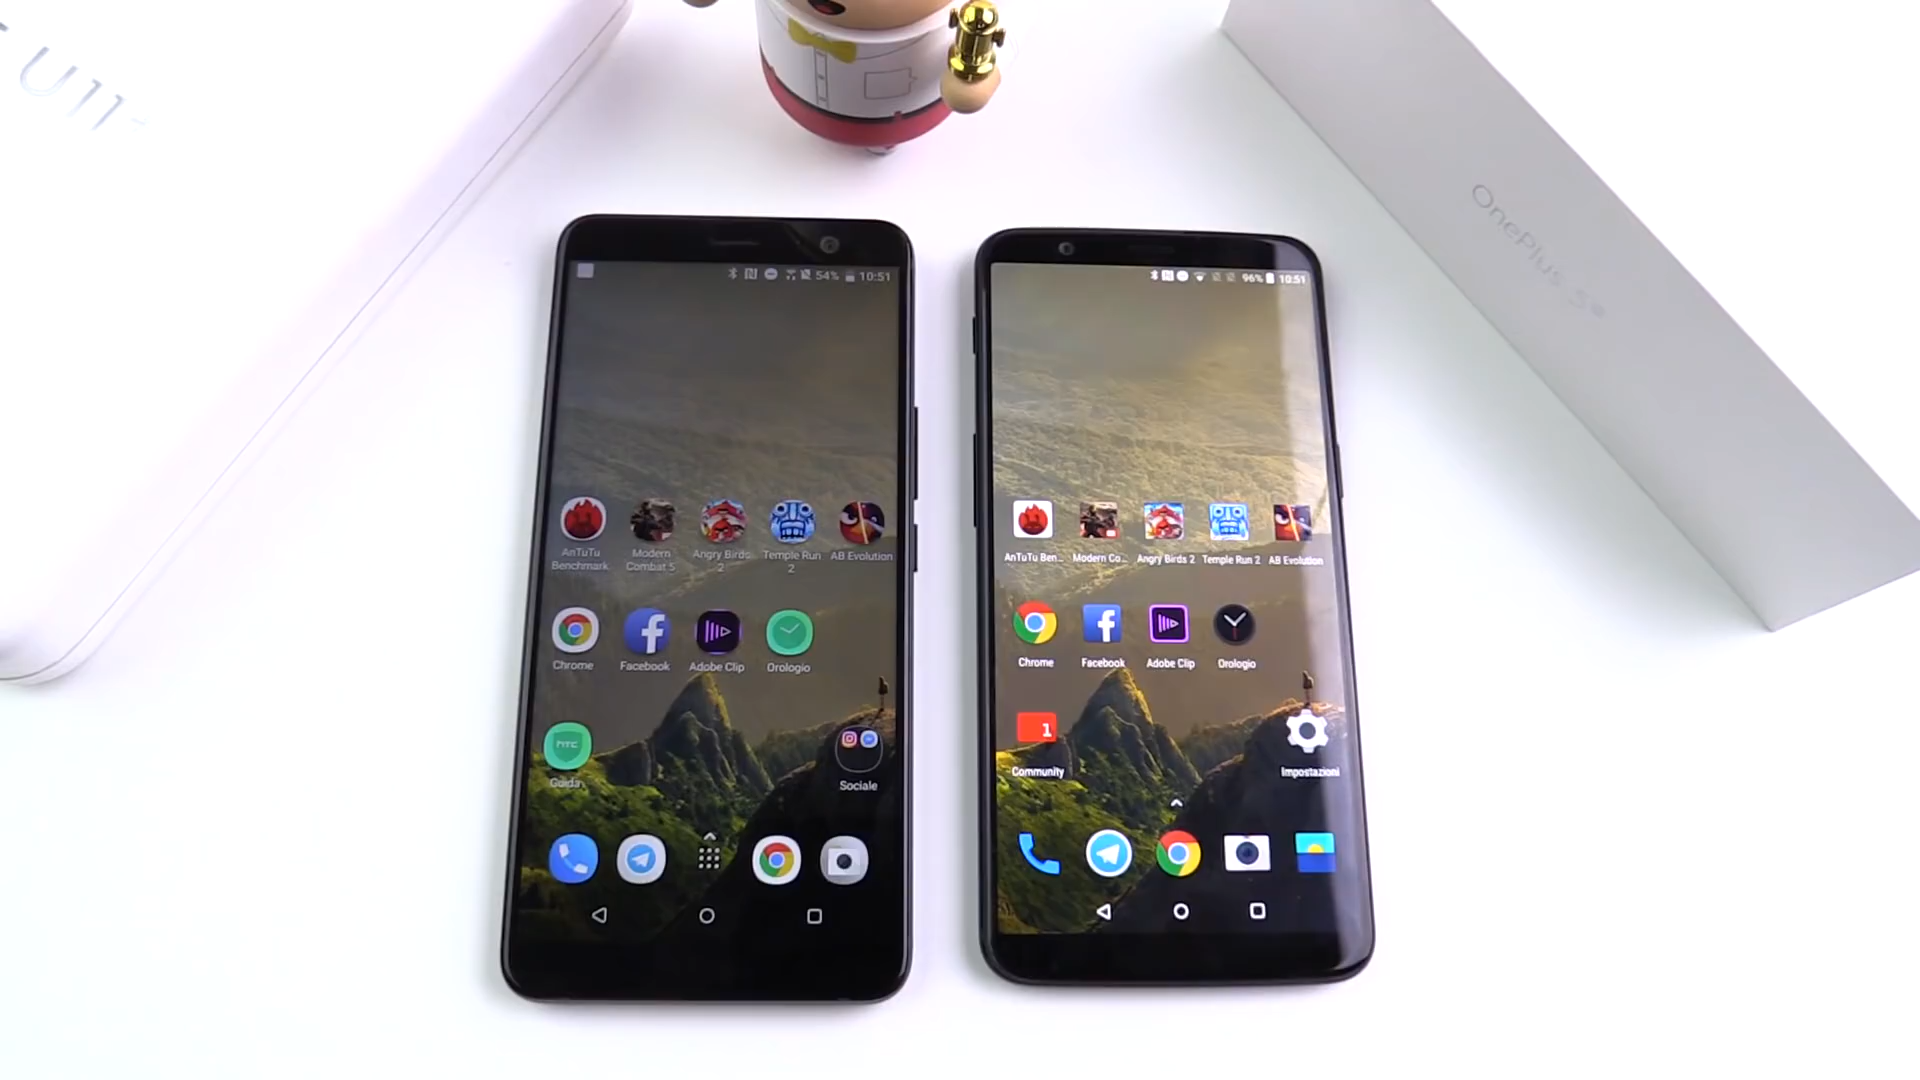 U11+
OnePlus 5T
54% 10:51
AnTuTu Benchmark
Modern Combat 5
Angry Birds 2
Temple Run 2
AB Evolution
Chrome
Facebook
Adobe Clip
Orologio
hTC
Guida
Sociale
96% 10:51
AnTuTu Ben...
Modern Co...
Angry Birds 2
Temple Run 2
AB Evolution
Chrome
Facebook
Adobe Clip
Orologio
1
Community
Impostazioni